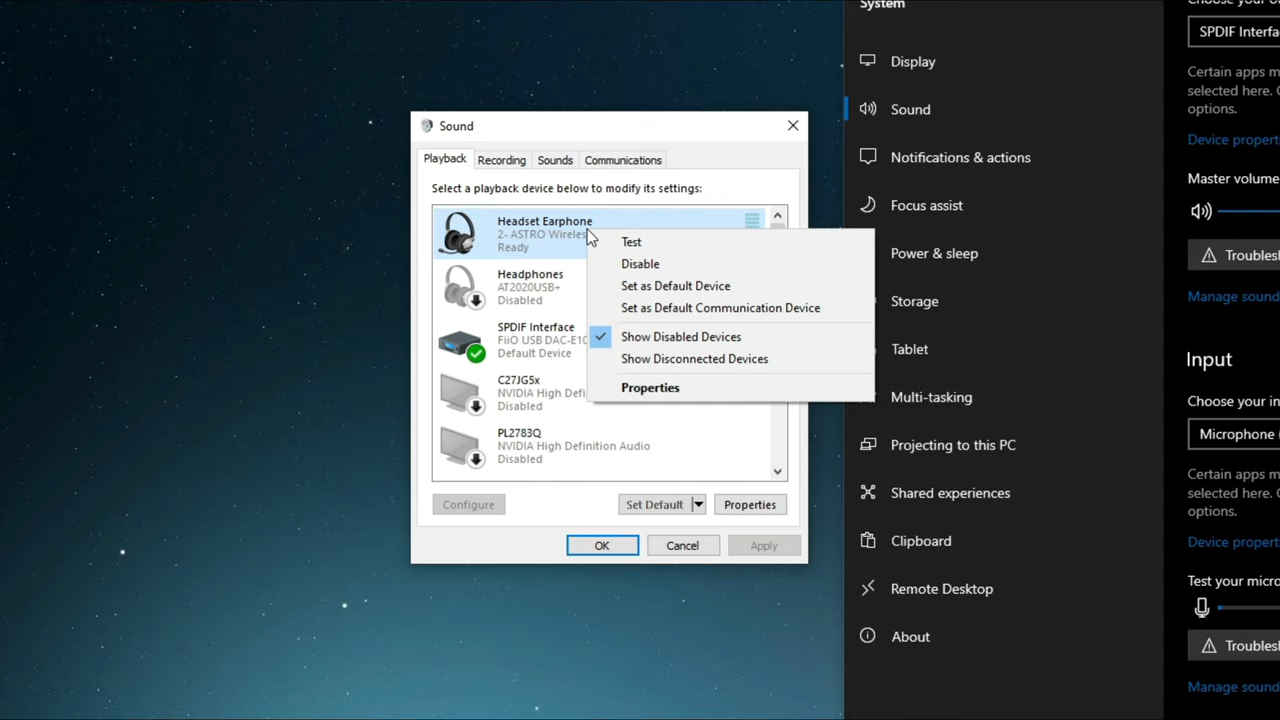 Sound
Playback
Recording
Sounds
Communications
Select a playback device below to modify its settings:
Headset Earphone
2- ASTRO Wireles
Ready
Headphones
AT2020USB+
Disabled
SPDIF Interface
FiiO USB DAC-E10
Default Device
C27JG5x
NVIDIA High Defi
Disabled
PL2783Q
NVIDIA High Definition Audio
Disabled
Test
Disable
Set as Default Device
Set as Default Communication Device
Show Disabled Devices
Show Disconnected Devices
Properties
Configure
Set Default
Properties
OK
Cancel
Apply
System
Display
Sound
Notifications & actions
Focus assist
Power & sleep
Storage
Tablet
Multi-tasking
Projecting to this PC
Shared experiences
Clipboard
Remote Desktop
About
Choose your o
SPDIF Interfa
Certain apps m
selected here. C
options.
Device propert
Master volume
Troublesh
Manage sound
Input
Choose your in
Microphone (
Certain apps m
selected here. C
options.
Device propert
Test your micro
Troublesh
Manage sound